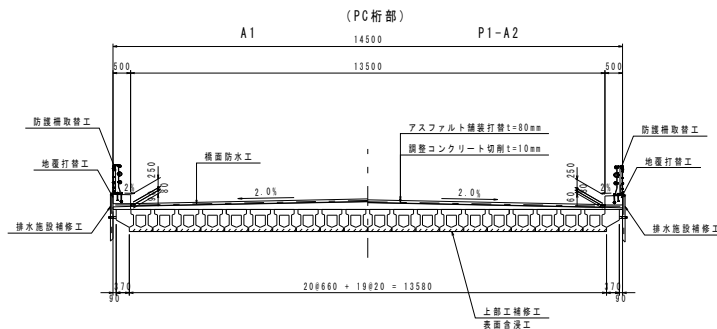 (PC桁部)
A1
P1-A2
14500
500
13500
500
防護柵取替工
地覆打替工
排水施設補修工
橋面防水工
アスファルト舗装打替t=80mm
調整コンクリート切削t=10mm
防護柵取替工
地覆打替工
排水施設補修工
2%
250
80
2.0%
2.0%
250
60
2%
370
20@660 + 19@20 = 13580
370
90
90
上部工補修工
表面含浸工